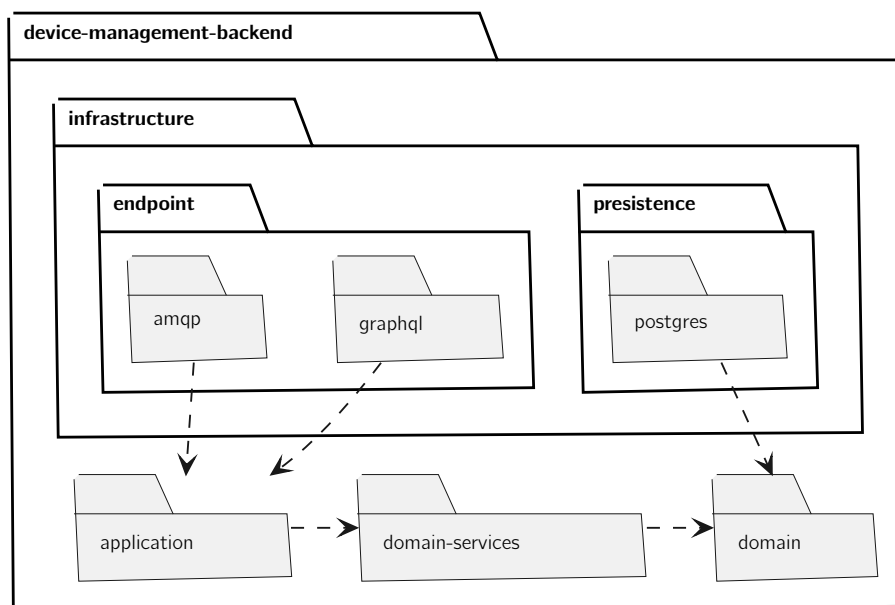 device-management-backend
infrastructure
endpoint
presistence
amqp
graphql
postgres
application
domain-services
domain